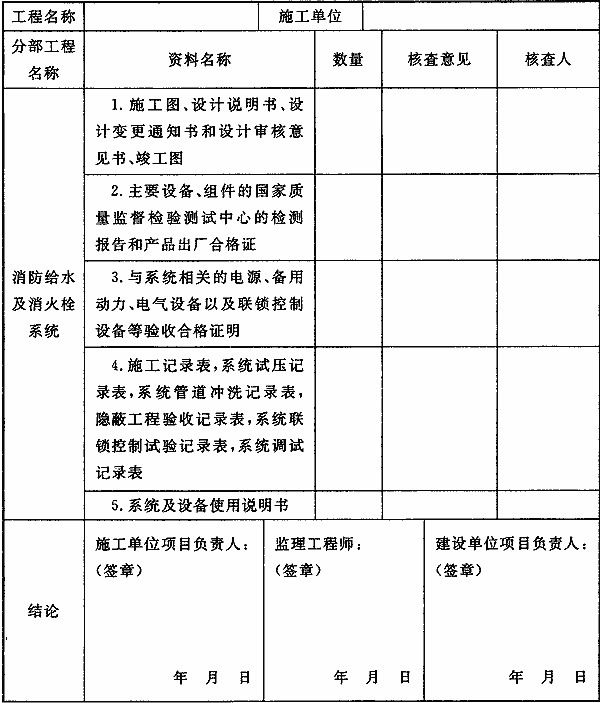 工程名称 施工单位
分部工程
名称
资料名称 数量 核查意见 核查人
消防给水
及消火栓
系统
1.施工图、设计说明书、设
计变更通知书和设计审核意
见书、竣工图
2.主要设备、组件的国家质
量监督检验测试中心的检测
报告和产品出厂合格证
3.与系统相关的电源、备用
动力、电气设备以及联锁控制
设备等验收合格证明
4.施工记录表,系统试压记
录表,系统管道冲洗记录表,
隐蔽工程验收记录表,系统联
锁控制试验记录表,系统调试
记录表
5.系统及设备使用说明书
结论
施工单位项目负责人:
(签章)
年 月 日
监理工程师:
(签章)
年 月 日
建设单位项目负责人:
(签章)
年 月 日